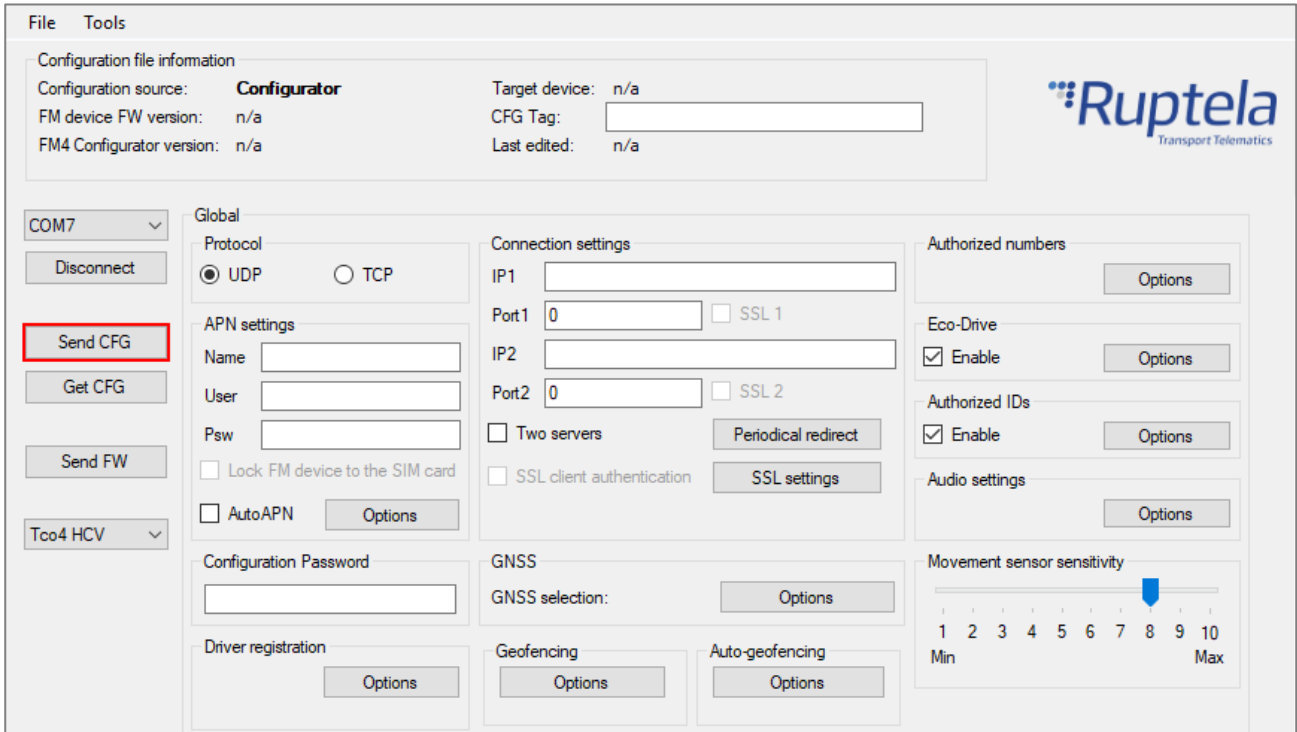 File Tools
Configuration file information
Configuration source: Configurator Target device: n/a
FM device FW version: n/a CFG Tag:
FM4 Configurator version: n/a Last edited: n/a
Ruptela
Transport Telematics
COM7
Disconnect
Send CFG
Get CFG
Send FW
Tco4 HCV
Global
Protocol
UDP TCP
APN settings
Name
User
Psw
Lock FM device to the SIM card
AutoAPN Options
Configuration Password
Driver registration
Options
Connection settings
IP1
Port1 0 SSL 1
IP2
Port2 0 SSL 2
Two servers Periodical redirect
SSL client authentication SSL settings
GNSS
GNSS selection: Options
Geofencing
Options
Auto-geofencing
Options
Authorized numbers
Options
Eco-Drive
Enable Options
Authorized IDs
Enable Options
Audio settings
Options
Movement sensor sensitivity
1 2 3 4 5 6 7 8 9 10
Min Max